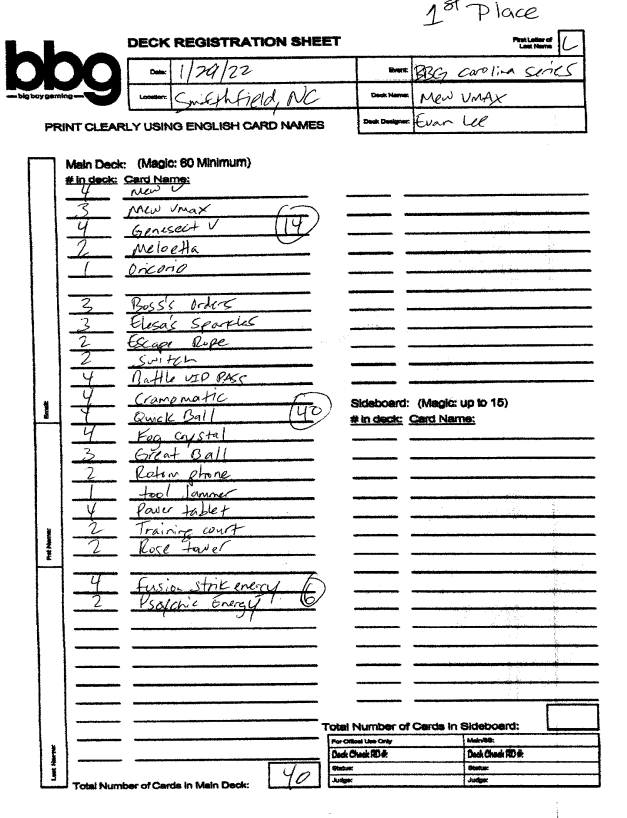 1st Place
bbg
big boy gaming
DECK REGISTRATION SHEET
First Letter of Last Name
L
Date: 1/29/22
Event: BBG Carolina Series
Location: Smifthfield, NC
Deck Name: Mew VMAX
PRINT CLEARLY USING ENGLISH CARD NAMES
Deck Designer: Evan Lee
Main Deck: (Magic: 60 Minimum)
# in deck: Card Name:
4 Mew V
3 Mew Vmax
4 Genesect V 14
2 Meloetta
1 Oricorio
3 Boss's Orders
3 Elesa's Sparkles
2 Escape Rope
2 Switch
4 Battle VIP PASS
4 Crampmatic
4 Quick Ball 40
4 Fog crystal
3 Great Ball
2 Rotom phone
1 tool Jammer
4 Power tablet
2 Training court
2 Rose tower
4 Fusion strik energy
2 Psychic Energy 6
Sideboard: (Magic: up to 15)
# in deck: Card Name:
Email:
First Name:
Last Name:
Total Number of Cards in Main Deck: 40
Total Number of Cards in Sideboard:
For Official Use Only
Main/SB:
Deck Check RD #:
Deck Check RD #:
Status:
Status:
Judge:
Judge: